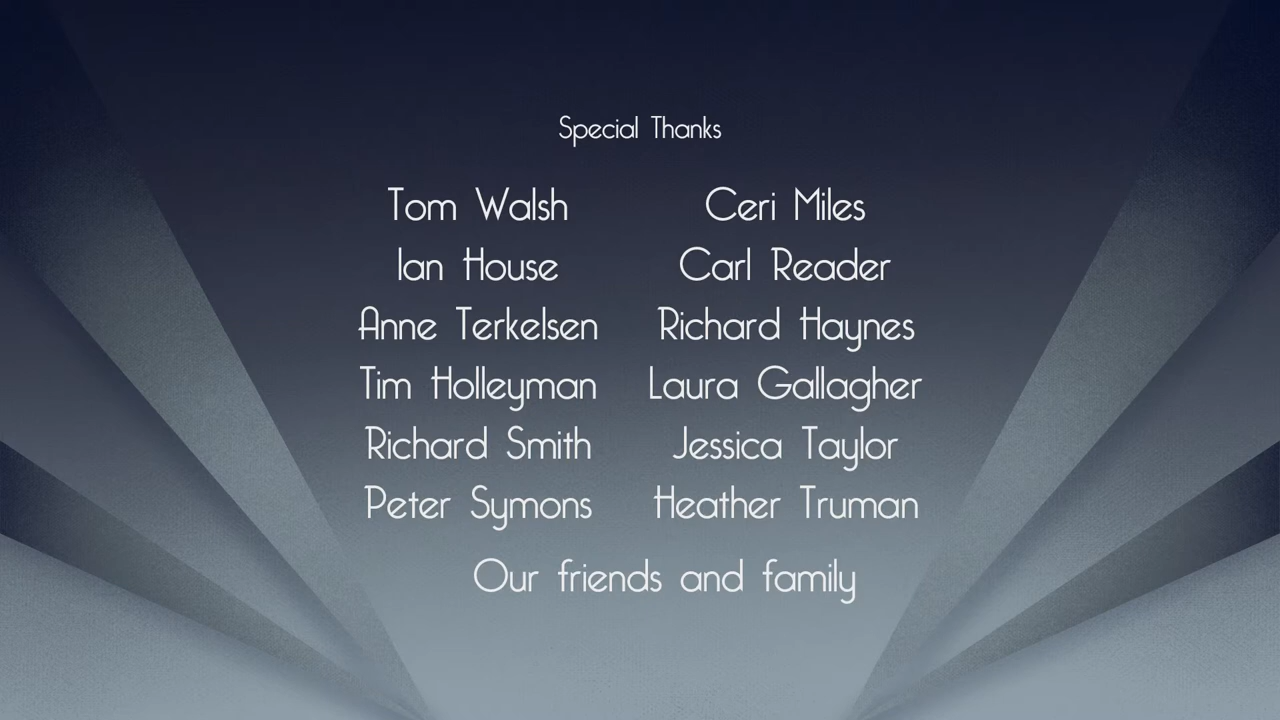 Special Thanks
Tom Walsh
Ceri Miles
Ian House
Carl Reader
Anne Terkelsen
Richard Haynes
Tim Holleyman
Laura Gallagher
Richard Smith
Jessica Taylor
Peter Symons
Heather Truman
Our friends and family